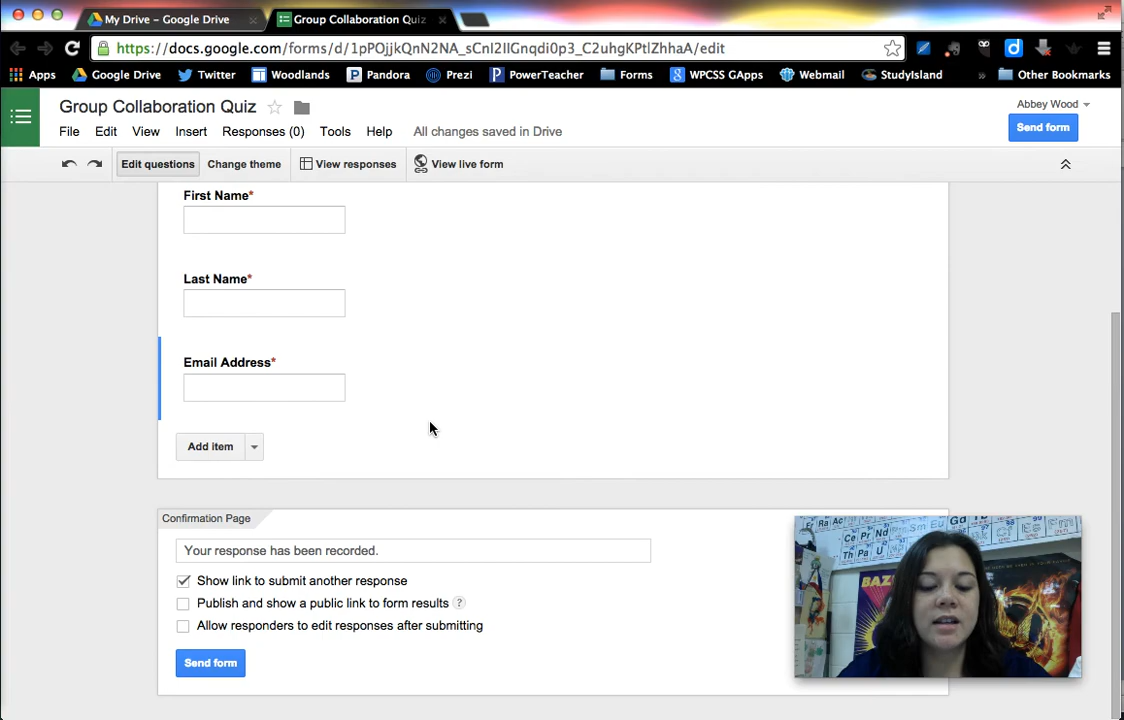 My Drive – Google Drive
Group Collaboration Quiz
https://docs.google.com/forms/d/1pPOjjkQnN2NA_sCnI2IlGnqdi0p3_C2uhgKPtlZhhaA/edit
Apps Google Drive Twitter Woodlands Pandora Prezi PowerTeacher Forms WPCSS GApps Webmail StudyIsland » Other Bookmarks
Group Collaboration Quiz
Abbey Wood
File Edit View Insert Responses (0) Tools Help All changes saved in Drive
Send form
Edit questions Change theme View responses View live form
First Name*
Last Name*
Email Address*
Add item
Confirmation Page
Your response has been recorded.
Show link to submit another response
Publish and show a public link to form results ?
Allow responders to edit responses after submitting
Send form